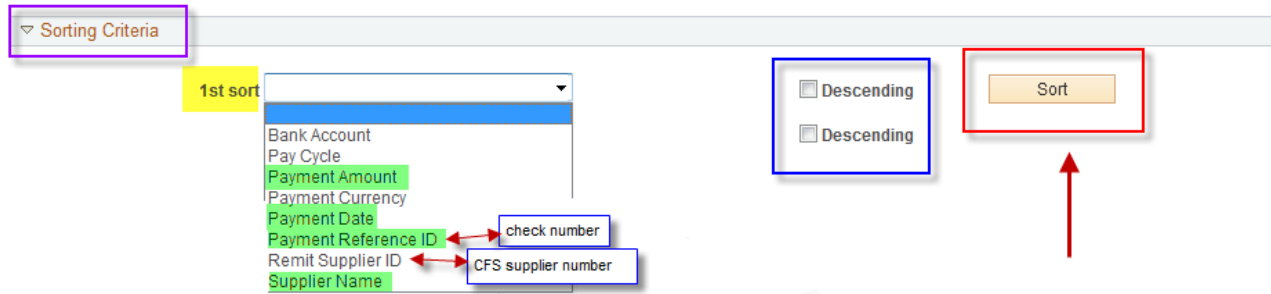 Sorting Criteria
1st sort
Descending
Sort
Bank Account
Descending
Pay Cycle
Payment Amount
Payment Currency
Payment Date
Payment Reference ID
check number
Remit Supplier ID
CFS supplier number
Supplier Name